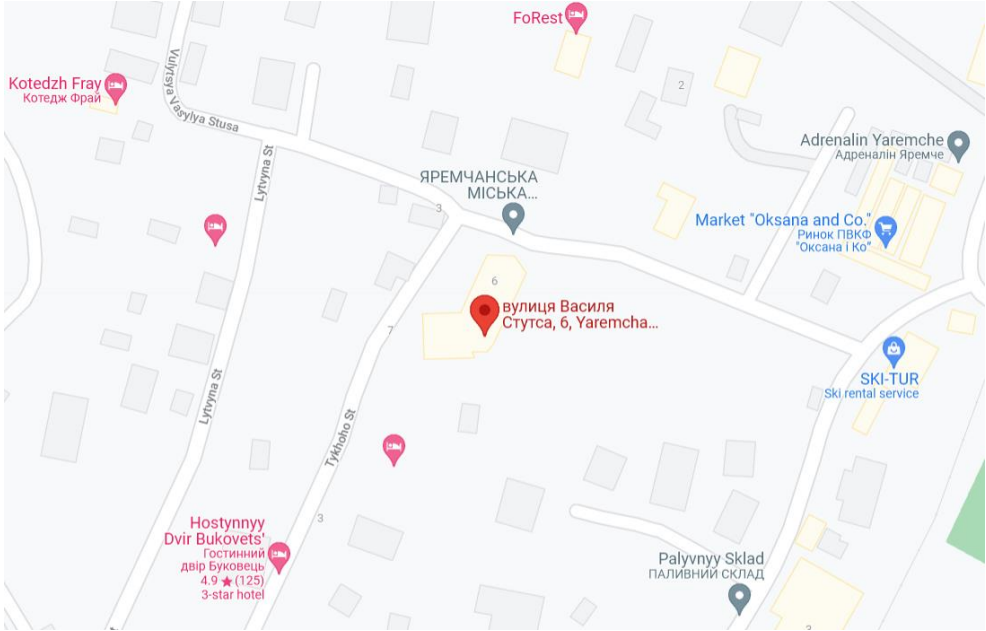 FoRest
Kotedzh Fray
Котедж Фрай
Vulytsya Vasylya Stusa
2
Adrenalin Yaremche
Адреналін Яремче
Lytvyna St
ЯРЕМЧАНСЬКА
МІСЬКА...
3
Market "Oksana and Co."
Ринок ПВКФ
"Оксана і Ко"
6
вулиця Василя
Стутса, 6, Yaremcha...
7
SKI-TUR
Ski rental service
Lytvyna St
Tykhoho St
3
Hostynnyy
Dvir Bukovets'
Гостинний
двір Буковець
4.9 ★ (125)
3-star hotel
Palyvnyy Sklad
ПАЛИВНИЙ СКЛАД